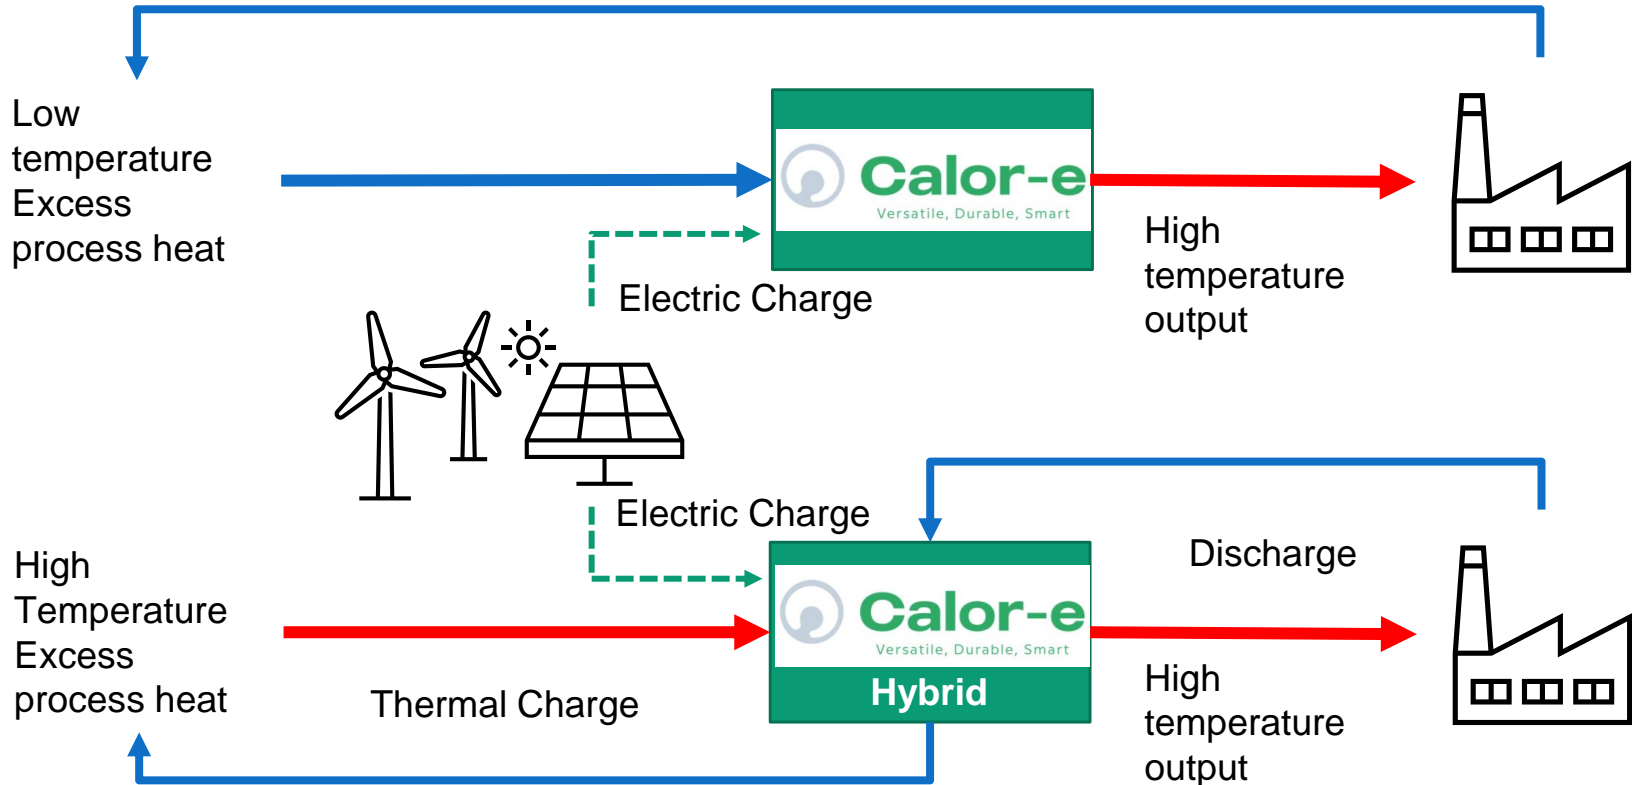 Low
temperature
Excess
process heat
Calor-e
Versatile, Durable, Smart
Electric Charge
High
temperature
output
Electric Charge
High
Temperature
Excess
process heat
Thermal Charge
Calor-e
Versatile, Durable, Smart
Hybrid
Discharge
High
temperature
output